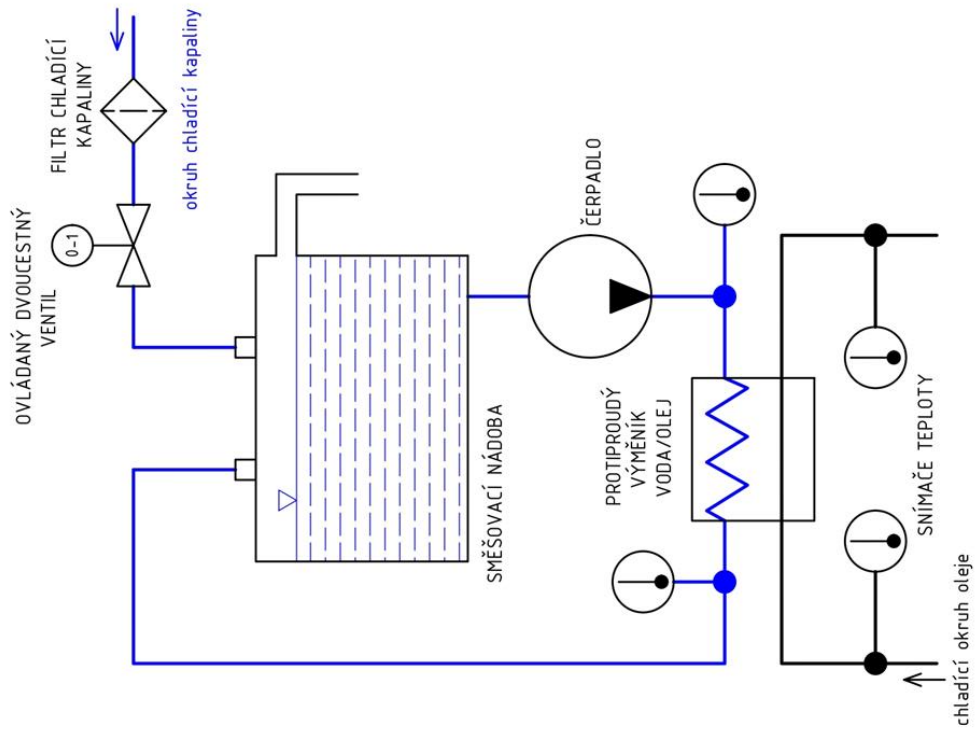 OVLÁDANÝ DVOUCESTNÝ
VENTIL
0-1
FILTR CHLADÍCÍ
KAPALINY
okruh chladící kapaliny
SMĚŠOVACÍ NÁDOBA
ČERPADLO
PROTIPROUDÝ
VÝMĚNÍK
VODA/OLEJ
SNÍMAČE TEPLOTY
chladící okruh oleje